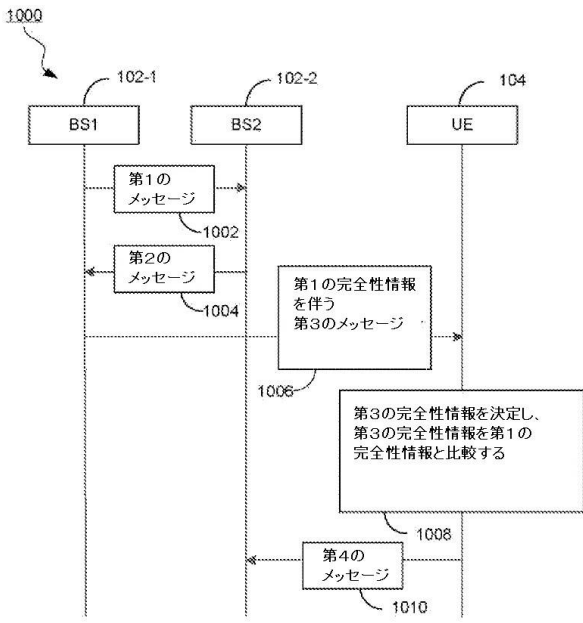 1000
102-1
102-2
104
BS1
BS2
UE
第1の
メッセージ
1002
第2の
メッセージ
1004
第1の完全性情報
を伴う
第3のメッセージ
1006
第3の完全性情報を決定し、
第3の完全性情報を第1の
完全性情報と比較する
1008
第4の
メッセージ
1010